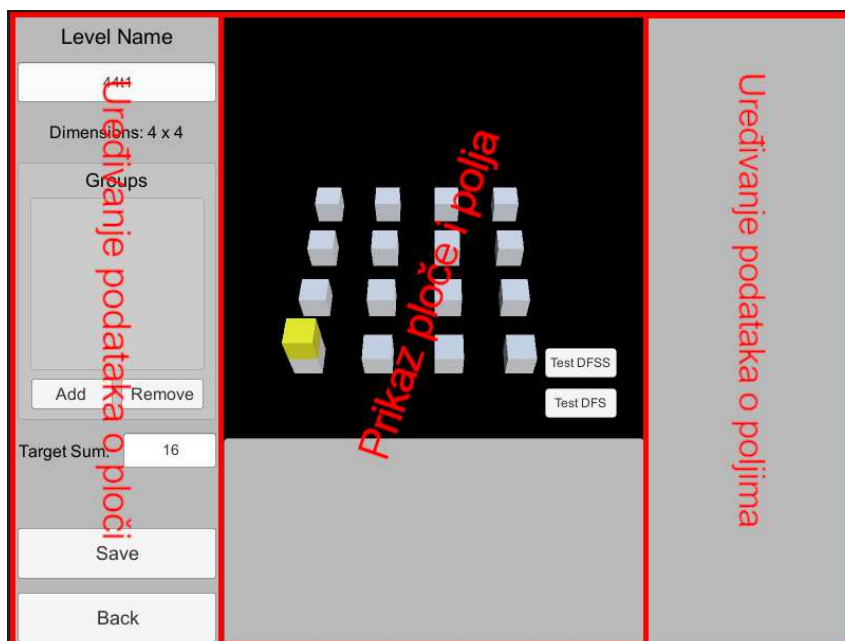 Level Name
44t1
Dimensions: 4 x 4
Groups
Add
Remove
Target Sum:
16
Save
Back
Uređivanje podataka o ploči
Prikaz ploče i polja
Test DFSS
Test DFS
Uređivanje podataka o poljima